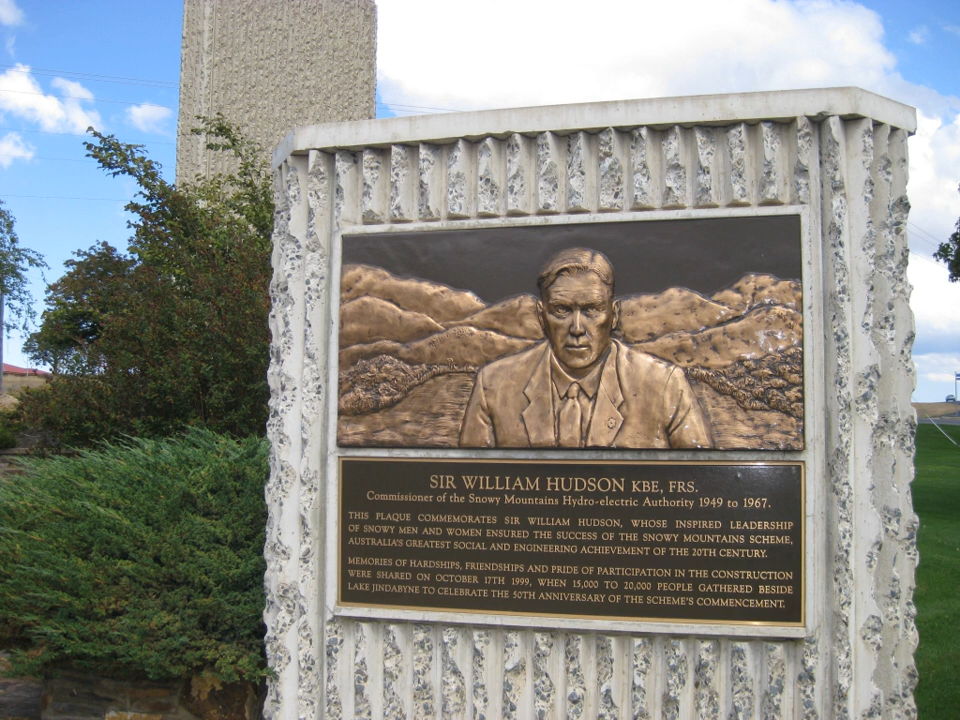 SIR WILLIAM HUDSON KBE, FRS.
Commissioner of the Snowy Mountains Hydro-electric Authority 1949 to 1967.
THIS PLAQUE COMMEMORATES SIR WILLIAM HUDSON, WHOSE INSPIRED LEADERSHIP
OF SNOWY MEN AND WOMEN ENSURED THE SUCCESS OF THE SNOWY MOUNTAINS SCHEME,
AUSTRALIA'S GREATEST SOCIAL AND ENGINEERING ACHIEVEMENT OF THE 20TH CENTURY.
MEMORIES OF HARDSHIPS, FRIENDSHIPS AND PRIDE OF PARTICIPATION IN THE CONSTRUCTION
WERE SHARED ON OCTOBER 17TH 1999, WHEN 15,000 TO 20,000 PEOPLE GATHERED BESIDE
LAKE JINDABYNE TO CELEBRATE THE 50TH ANNIVERSARY OF THE SCHEME'S COMMENCEMENT.